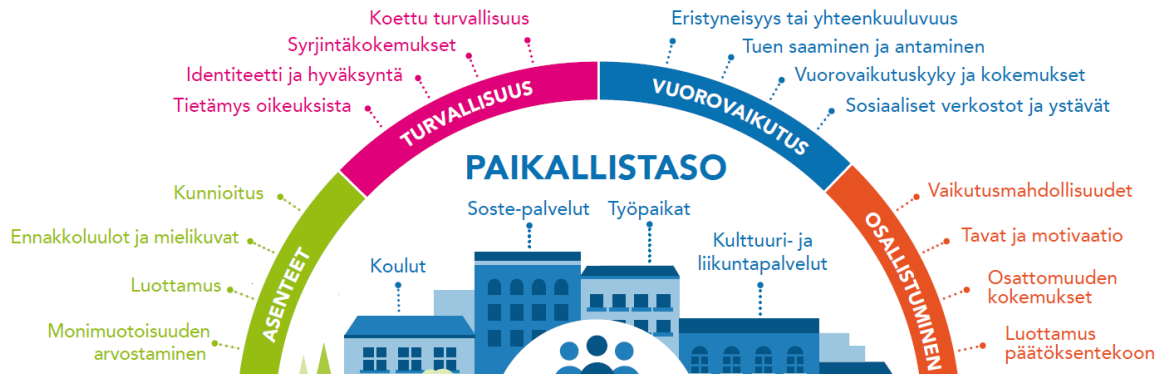 Koettu turvallisuus
Syrjintäkokemukset
Identiteetti ja hyväksyntä
Tietämys oikeuksista
TURVALLISUUS
Eristyneisyys tai yhteenkuuluvuus
Tuen saaminen ja antaminen
Vuorovaikutuskyky ja kokemukset
Sosiaaliset verkostot ja ystävät
VUOROVAIKUTUS
Kunnioitus
Ennakkoluulot ja mielikuvat
Luottamus
Monimuotoisuuden
arvostaminen
ASENTEET
PAIKALLISTASO
Soste-palvelut
Työpaikat
Koulut
Kulttuuri- ja
liikuntapalvelut
OSALLISTUMINEN
Vaikutusmahdollisuudet
Tavat ja motivaatio
Osattomuuden
kokemukset
Luottamus
päätöksentekoon